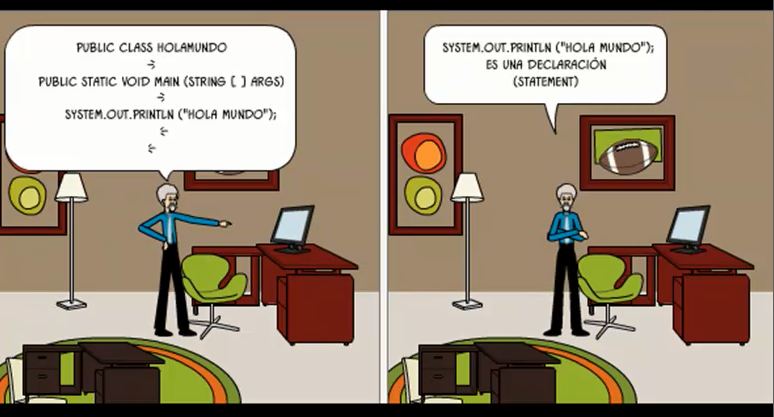 PUBLIC CLASS HOLAMUNDO
{
PUBLIC STATIC VOID MAIN (STRING [ ] ARGS)
{
SYSTEM.OUT.PRINTLN ("HOLA MUNDO");
}
}
SYSTEM.OUT.PRINTLN ("HOLA MUNDO");
ES UNA DECLARACIÓN
(STATEMENT)